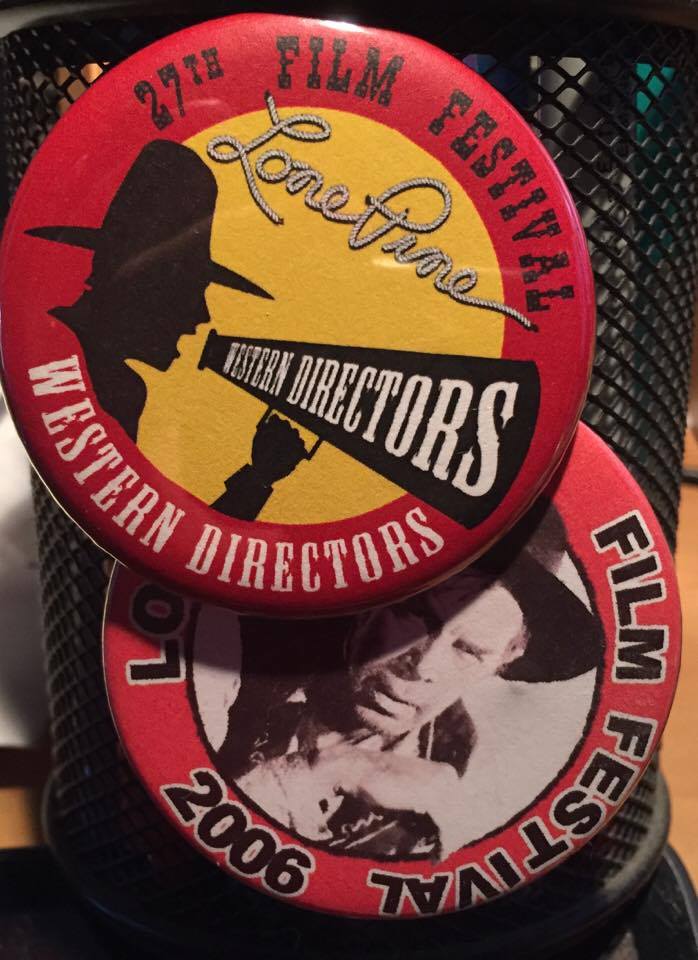 27TH FILM FESTIVAL
Lone Pine
WESTERN DIRECTORS
WESTERN DIRECTORS
LO
FILM FESTIVAL
2006